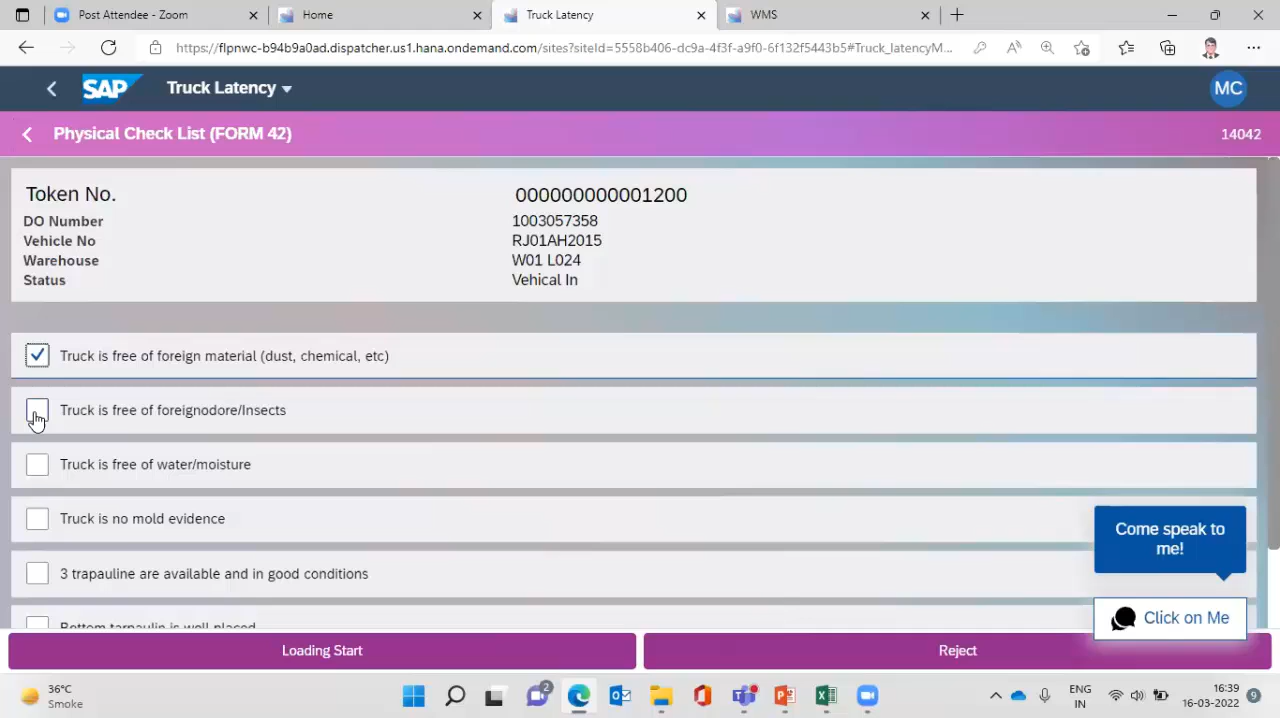 Post Attendee - Zoom
Home
Truck Latency
WMS
https://flpnwc-b94b9a0ad.dispatcher.us1.hana.ondemand.com/sites?siteId=5558b406-dc9a-4f3f-a9f0-6f132f5443b5#Truck_latencyM...
SAP
Truck Latency
MC
Physical Check List (FORM 42)
14042
Token No.
000000000001200
DO Number
1003057358
Vehicle No
RJ01AH2015
Warehouse
W01 L024
Status
Vehical In
Truck is free of foreign material (dust, chemical, etc)
Truck is free of foreignodore/Insects
Truck is free of water/moisture
Truck is no mold evidence
3 trapauline are available and in good conditions
Bottom tarpaulin is well placed
Come speak to
me!
Click on Me
Loading Start
Reject
36°C
Smoke
2
ENG
IN
16:39
16-03-2022
9